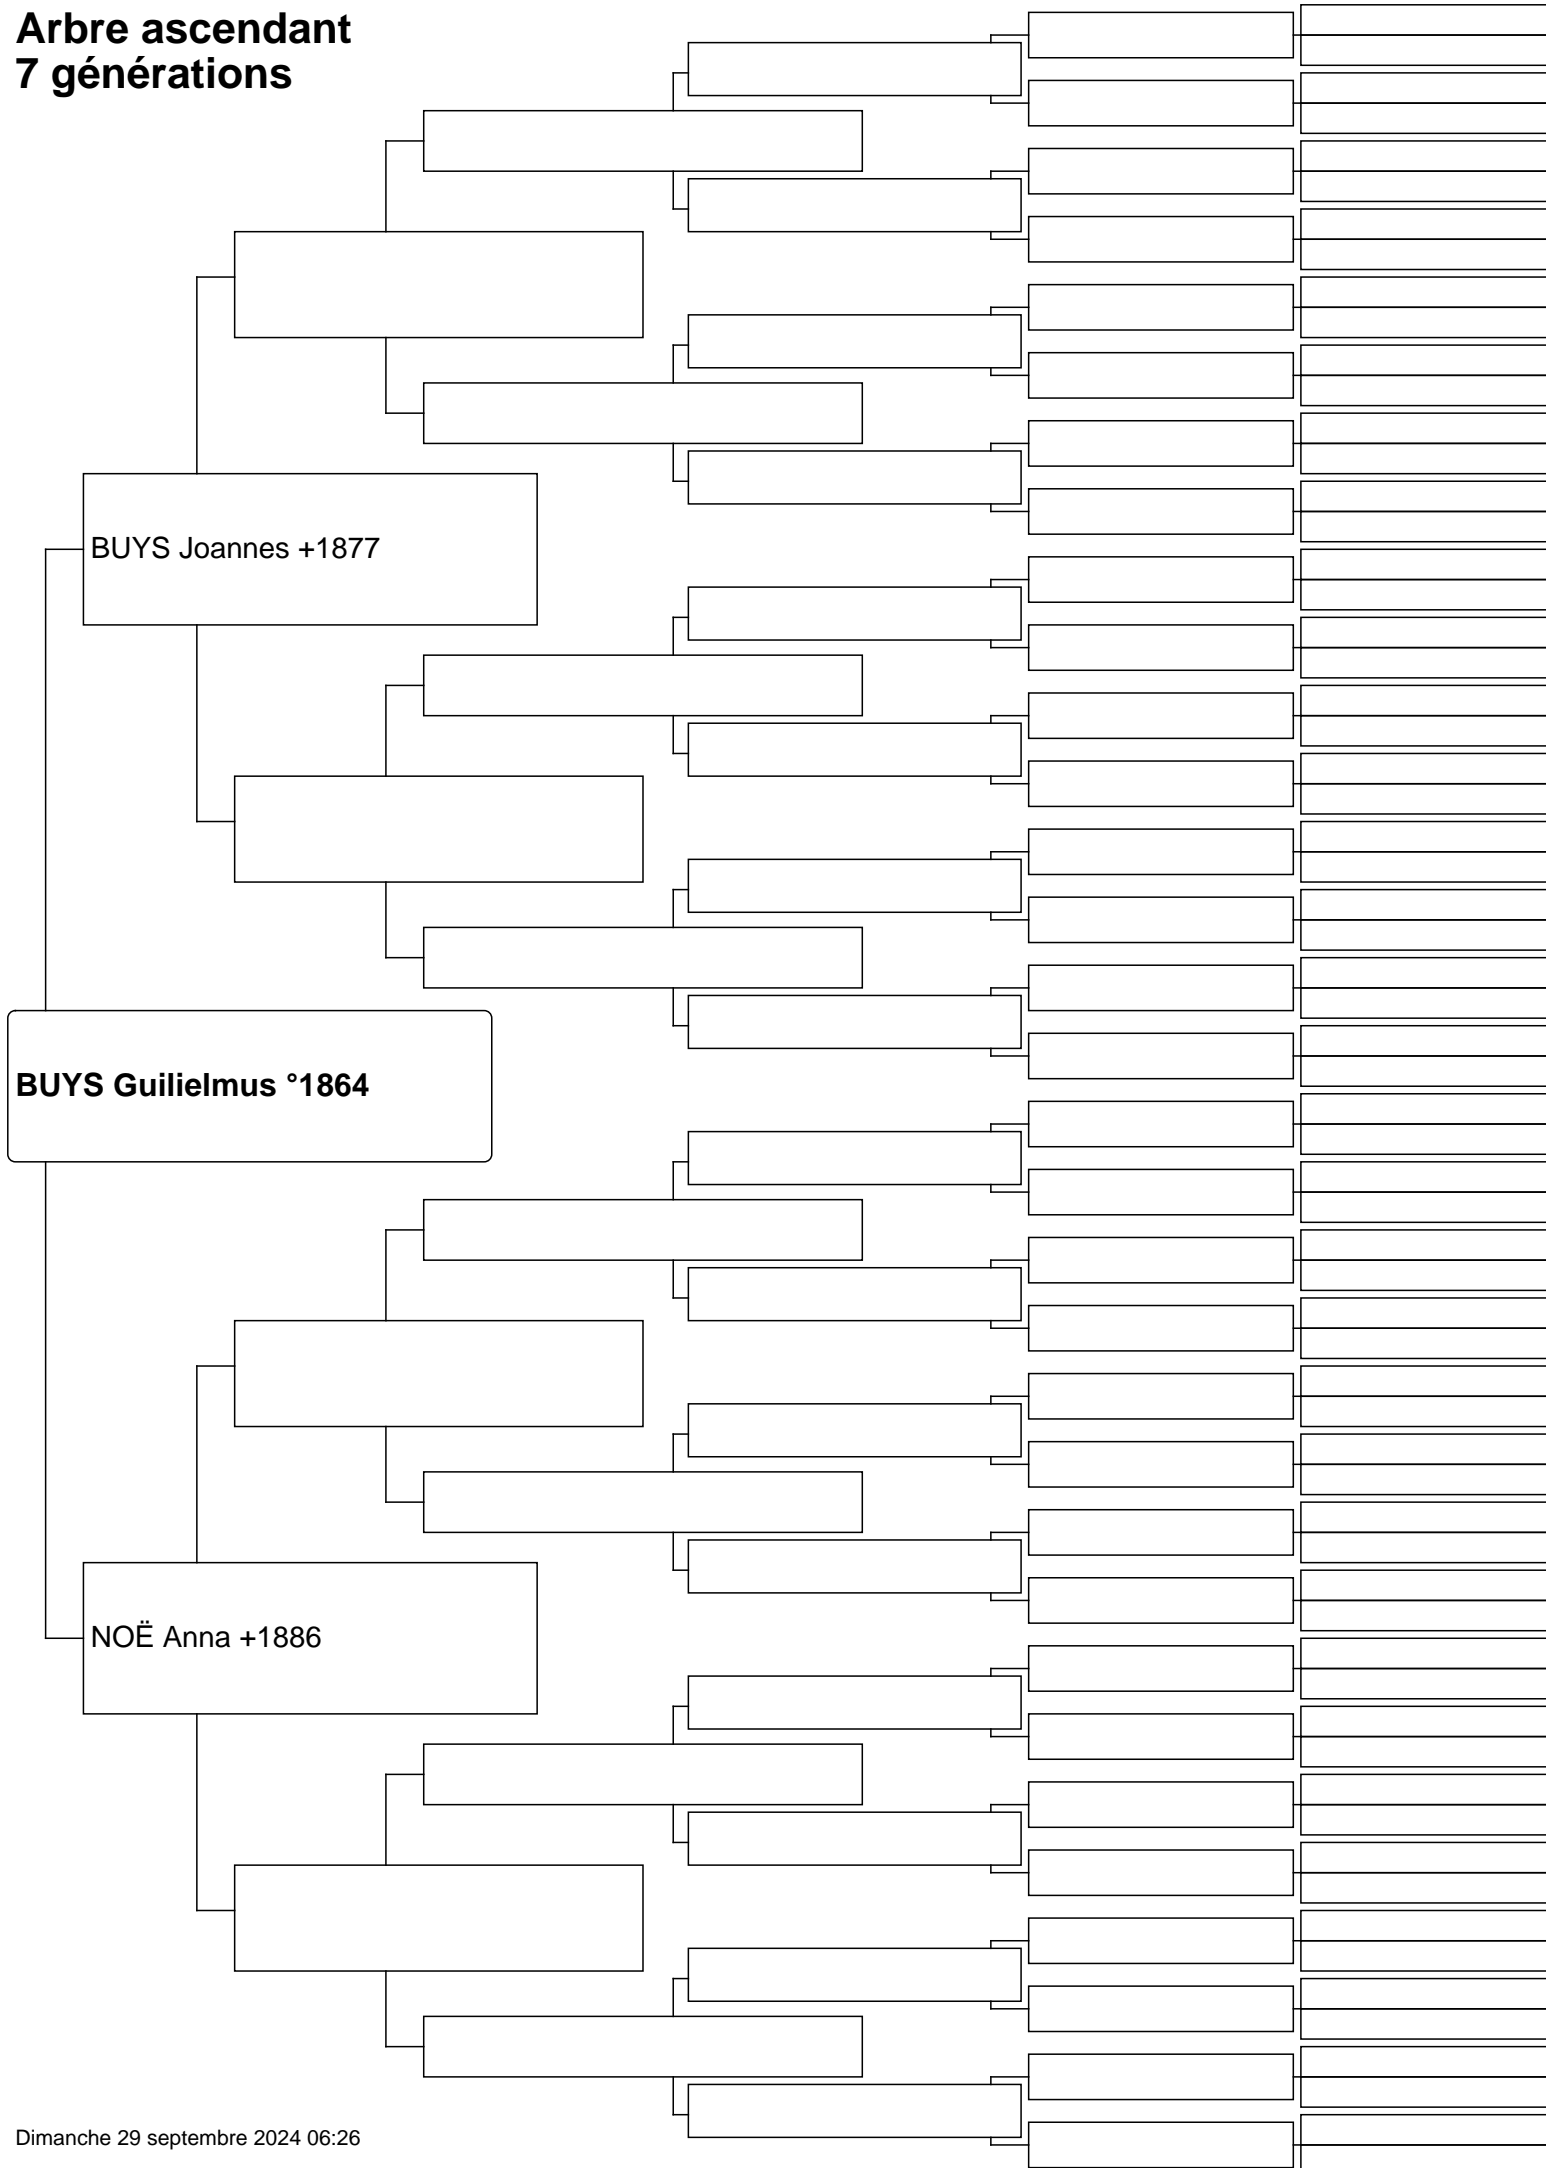 Arbre ascendant
7 générations
BUYS Joannes +1877
BUYS Guilielmus °1864
NOË Anna +1886
Dimanche 29 septembre 2024 06:26